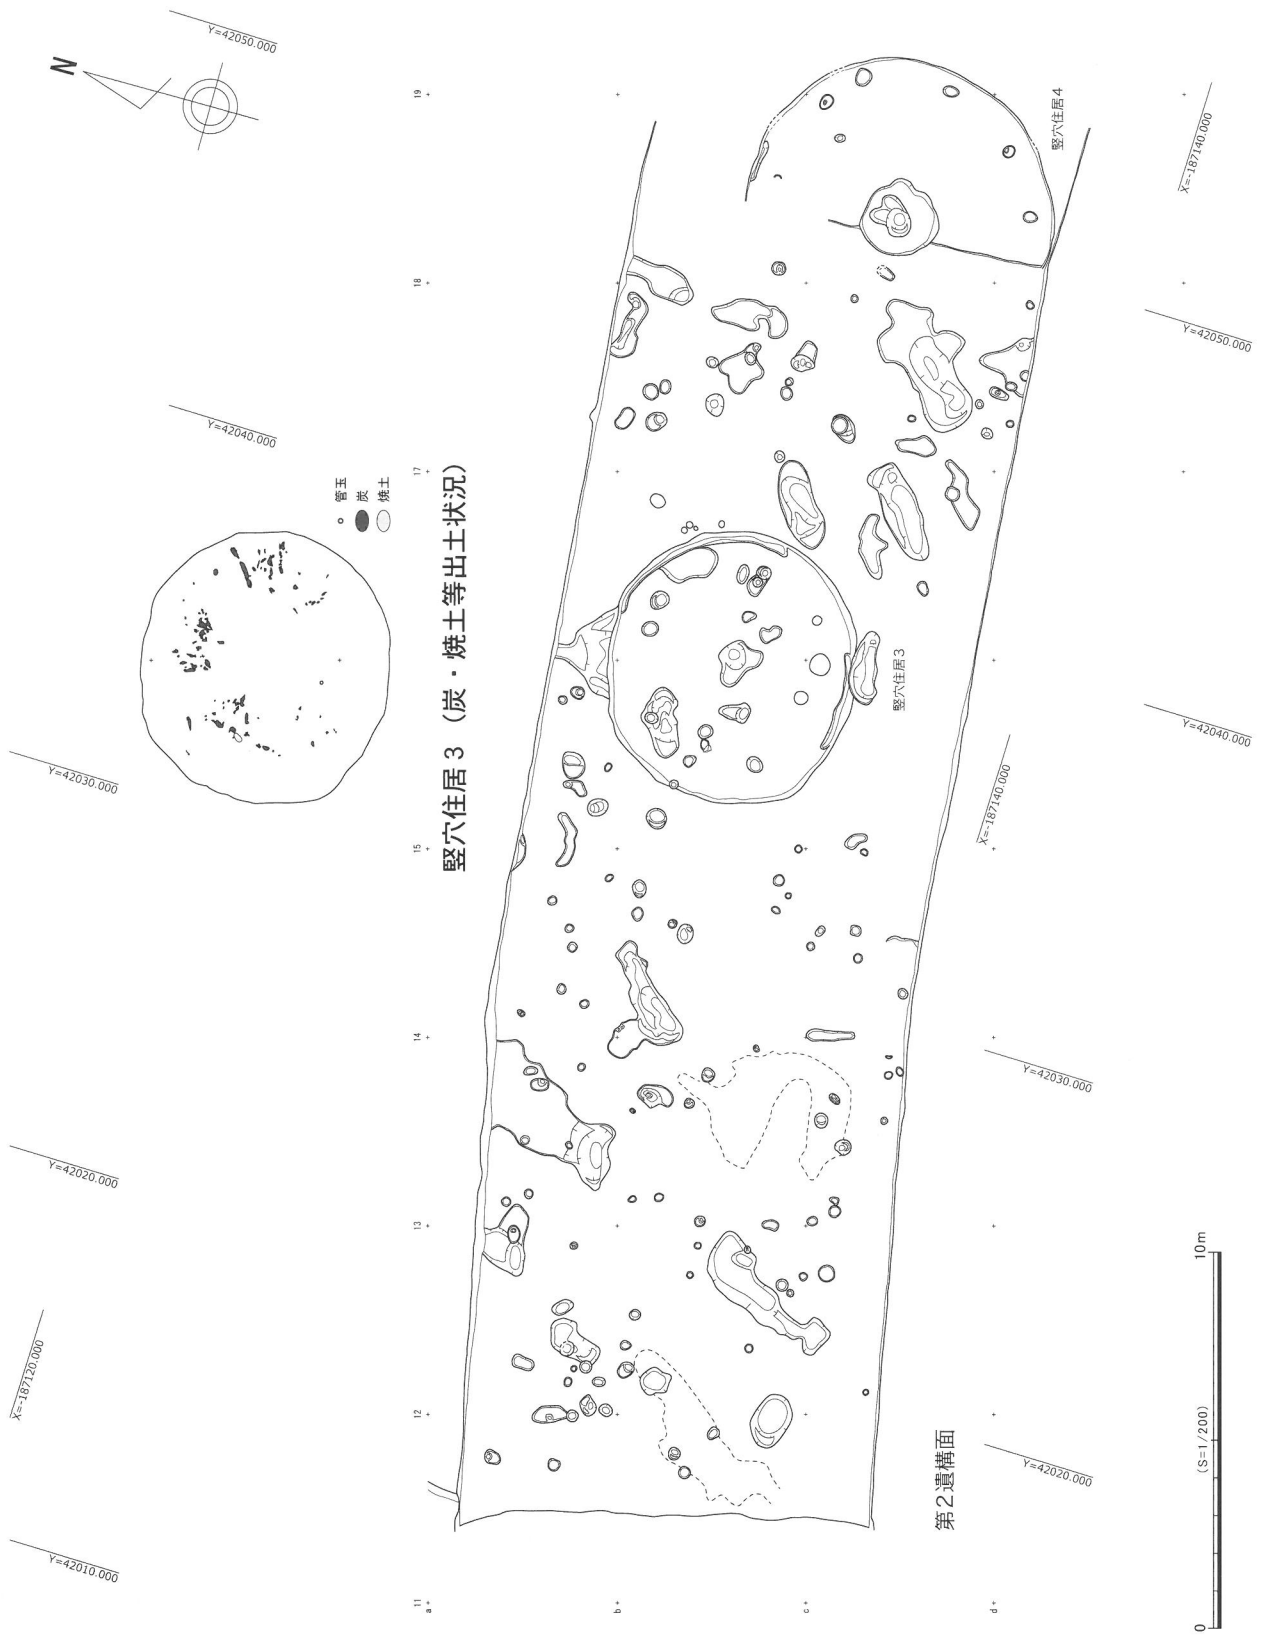 Y=42050.000
N
Y=42040.000
Y=42030.000
Y=42020.000
Y=42010.000
X=-187120.000
管玉
炭
焼土
竪穴住居3（炭・焼土等出土状況）
19
18
17
15
14
13
12
11
a
b
c
d
竪穴住居4
竪穴住居3
X=-187140.000
Y=42050.000
Y=42040.000
X=-187140.000
Y=42030.000
Y=42020.000
第2遺構面
0
(S=1/200)
10m